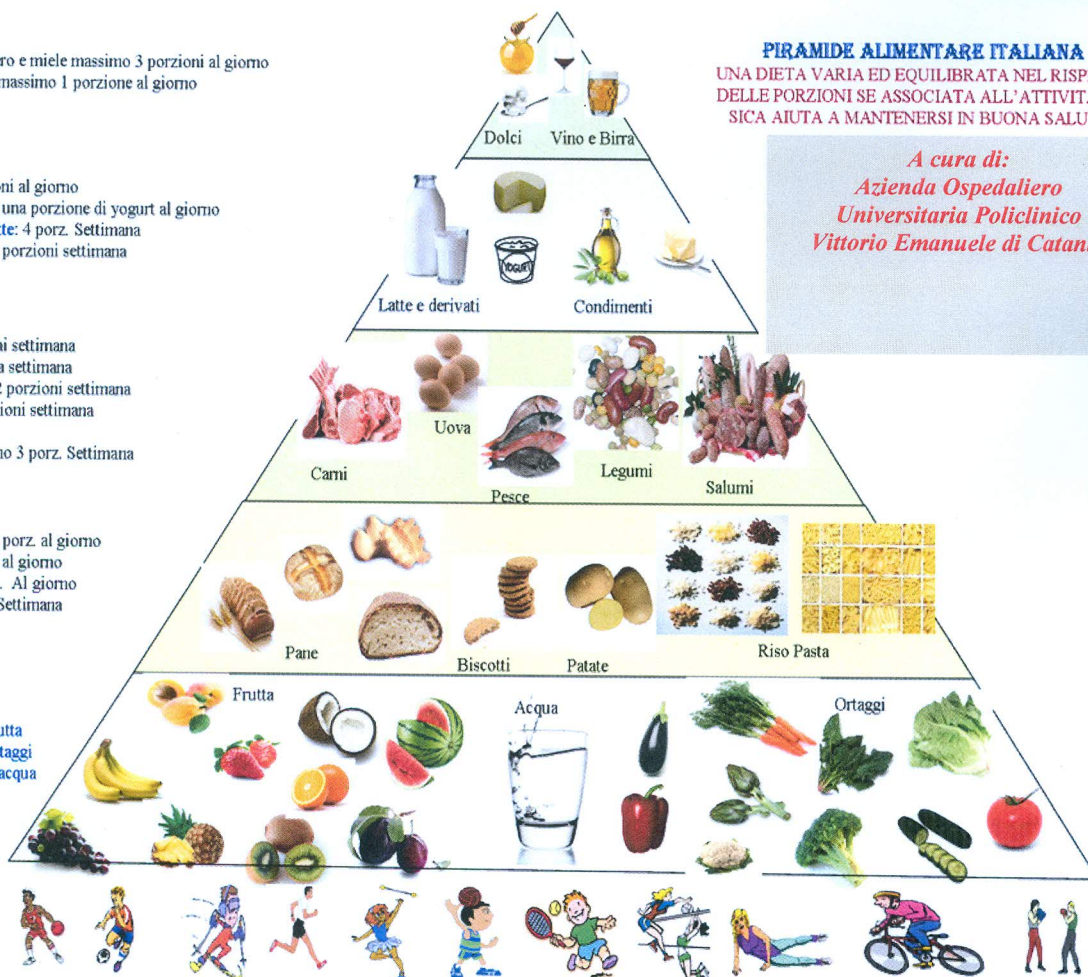 ro e miele massimo 3 porzioni al giorno
massimo 1 porzione al giorno
PIRAMIDE ALIMENTARE ITALIANA
UNA DIETA VARIA ED EQUILIBRATA NEL RISP
DELLE PORZIONI SE ASSOCIATA ALL'ATTIVITA
SICA AIUTA A MANTENERSI IN BUONA SALU
A cura di:
Azienda Ospedaliero
Universitaria Policlinico
Vittorio Emanuele di Catan
Dolci Vino e Birra
ni al giorno
una porzione di yogurt al giorno
tte: 4 porz. Settimana
porzioni settimana
YOGURT
Latte e derivati Condimenti
ni settimana
a settimana
2 porzioni settimana
ioni settimana
no 3 porz. Settimana
Carni
Uova
Pesce
Legumi
Salumi
porz. al giorno
al giorno
. Al giorno
Settimana
Pane
Biscotti
Patate
Riso Pasta
Frutta
Acqua
Ortaggi
utta
taggi
acqua